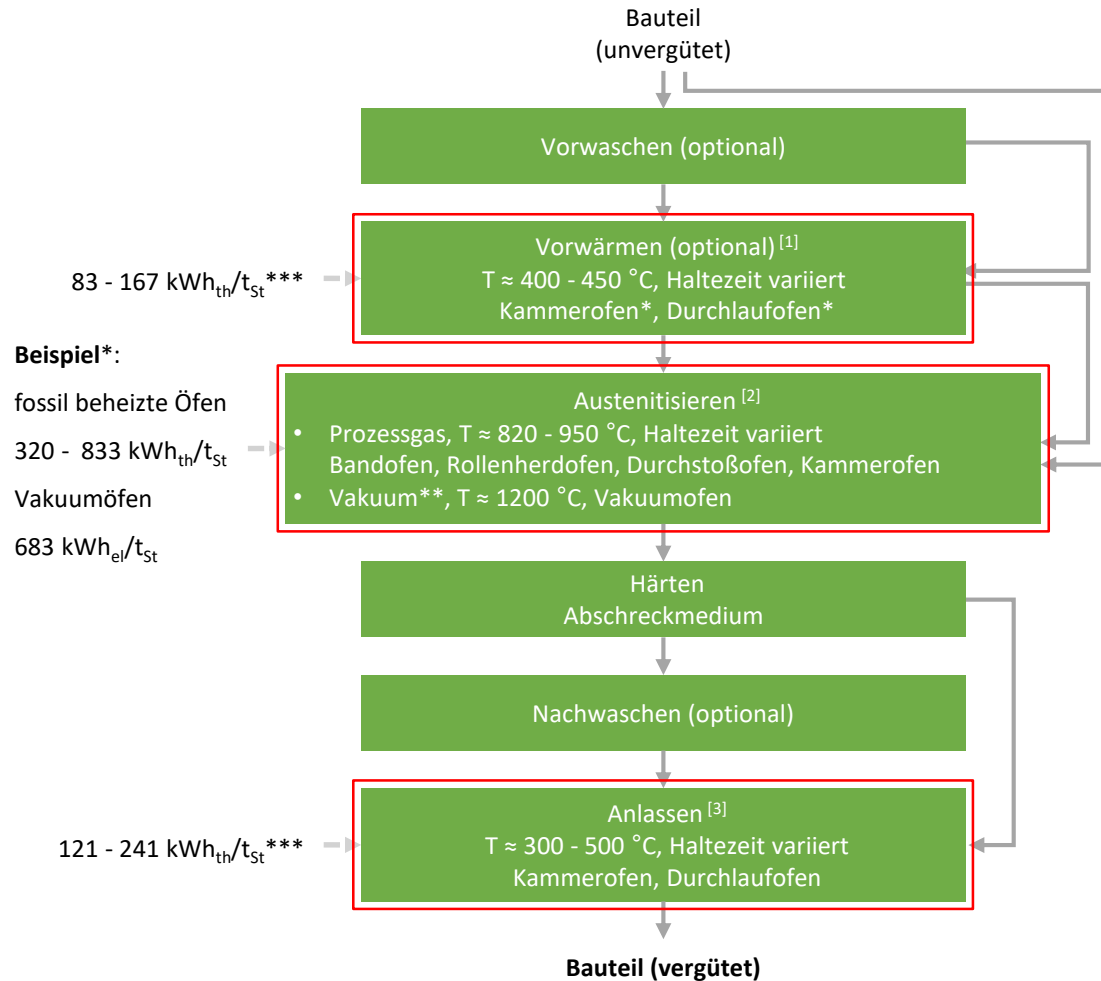 Bauteil
(unvergütet)
Vorwaschen (optional)
Vorwärmen (optional) [1]
T ≈ 400 - 450 °C, Haltezeit variiert
Kammerofen*, Durchlaufofen*
83 - 167 kWhth/tSt***
Beispiel*:
fossil beheizte Öfen
320 - 833 kWhth/tSt
Vakuumöfen
683 kWhel/tSt
Austenitisieren [2]
• Prozessgas, T ≈ 820 - 950 °C, Haltezeit variiert
Bandofen, Rollenherdofen, Durchstoßofen, Kammerofen
• Vakuum**, T ≈ 1200 °C, Vakuumofen
Härten
Abschreckmedium
Nachwaschen (optional)
Anlassen [3]
T ≈ 300 - 500 °C, Haltezeit variiert
Kammerofen, Durchlaufofen
121 - 241 kWhth/tSt***
Bauteil (vergütet)